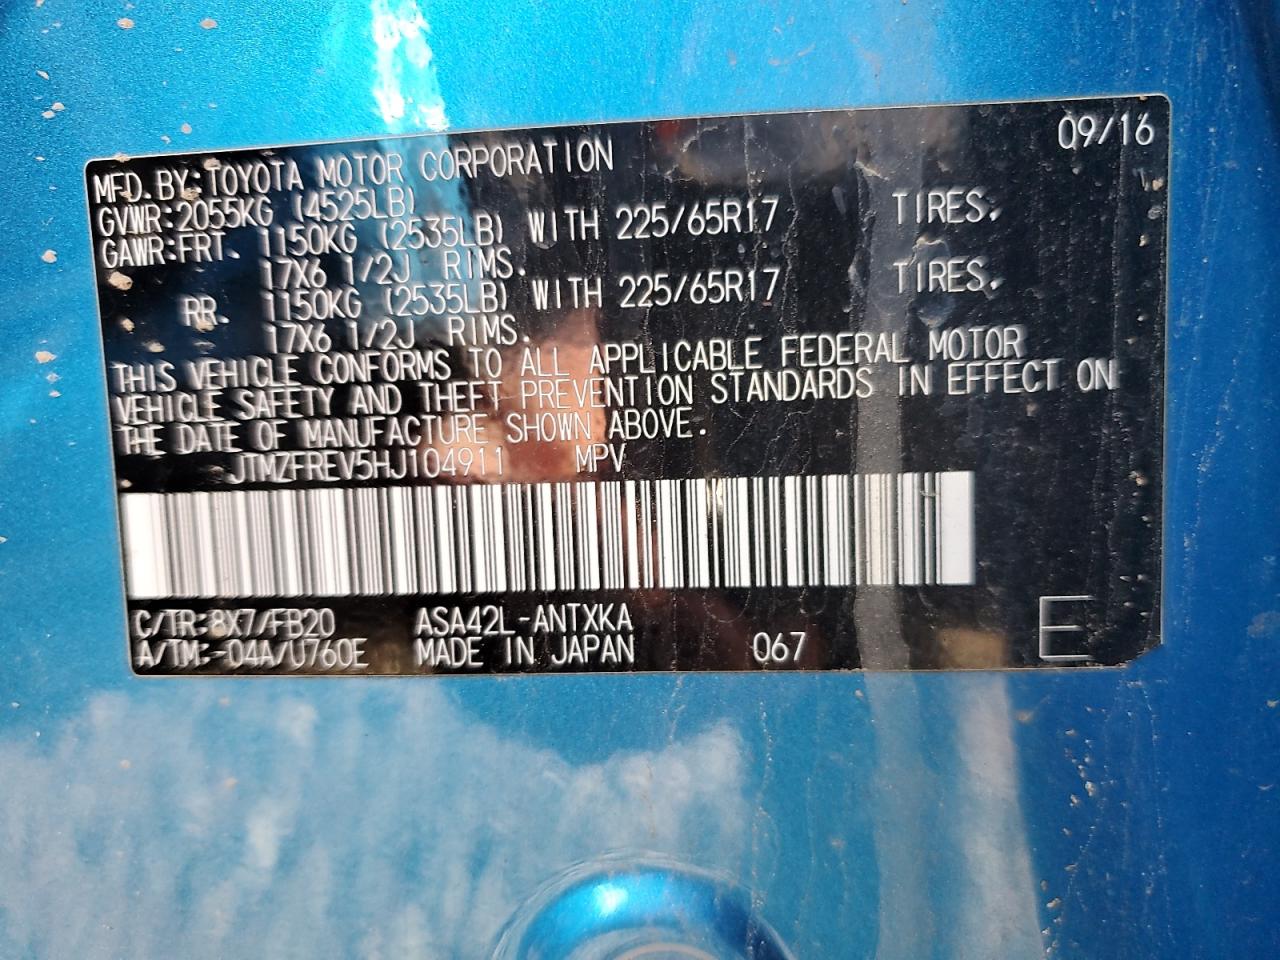 09/16
MFD.BY:TOYOTA MOTOR CORPORATION
GVWR:2055KG (4525LB)
GAWR:FRT. 1150KG (2535LB) WITH 225/65R17 TIRES,
17X6 1/2J RIMS.
RR. 1150KG (2535LB) WITH 225/65R17 TIRES,
17X6 1/2J RIMS.
THIS VEHICLE CONFORMS TO ALL APPLICABLE FEDERAL MOTOR
VEHICLE SAFETY AND THEFT PREVENTION STANDARDS IN EFFECT ON
THE DATE OF MANUFACTURE SHOWN ABOVE.
JTMZFREV5HJ104911 MPV
C/TR:8X7/FB20 ASA42L-ANTXKA
A/TM:-04A/U760E MADE IN JAPAN 067 E